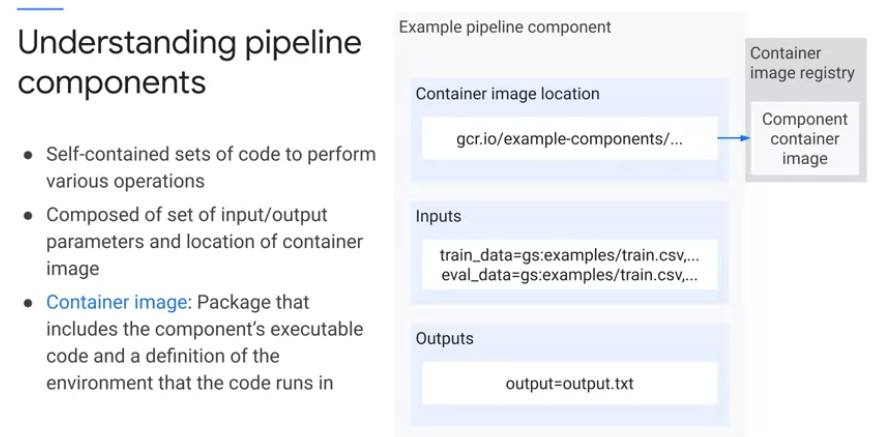 Understanding pipeline
components
● Self-contained sets of code to perform
various operations
● Composed of set of input/output
parameters and location of container
image
● Container image: Package that
includes the component's executable
code and a definition of the
environment that the code runs in
Example pipeline component
Container image location
gcr.io/example-components/...
Inputs
train_data=gs:examples/train.csv,...
eval_data=gs:examples/train.csv,...
Outputs
output=output.txt
Container
image registry
Component
container
image